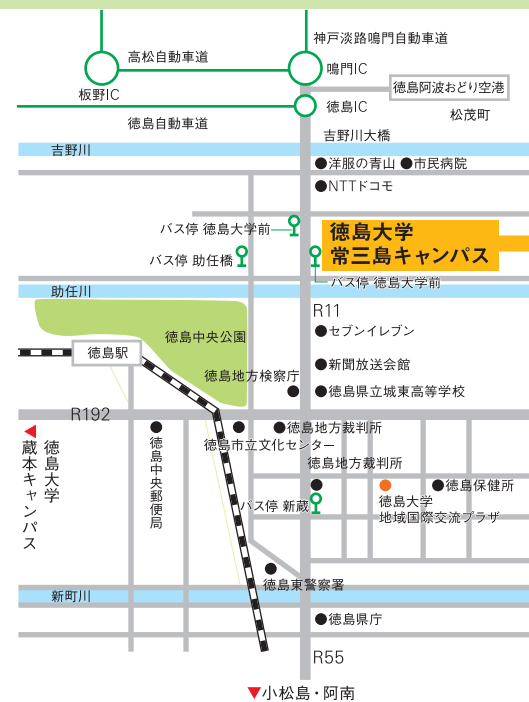 神戸淡路鳴門自動車道
高松自動車道
鳴門IC
板野IC
徳島阿波おどり空港
徳島IC
松茂町
徳島自動車道
吉野川大橋
吉野川
洋服の青山
市民病院
NTTドコモ
バス停 徳島大学前
徳島大学
常三島キャンパス
バス停 助任橋
バス停 徳島大学前
助任川
R11
セブンイレブン
徳島中央公園
徳島駅
新聞放送会館
徳島地方検察庁
徳島県立城東高等学校
R192
徳島地方裁判所
徳島市立文化センター
徳島大学
蔵本キャンパス
徳島中央郵便局
徳島地方裁判所
徳島保健所
バス停 新蔵
徳島大学
地域国際交流プラザ
徳島東警察署
新町川
徳島県庁
R55
小松島・阿南